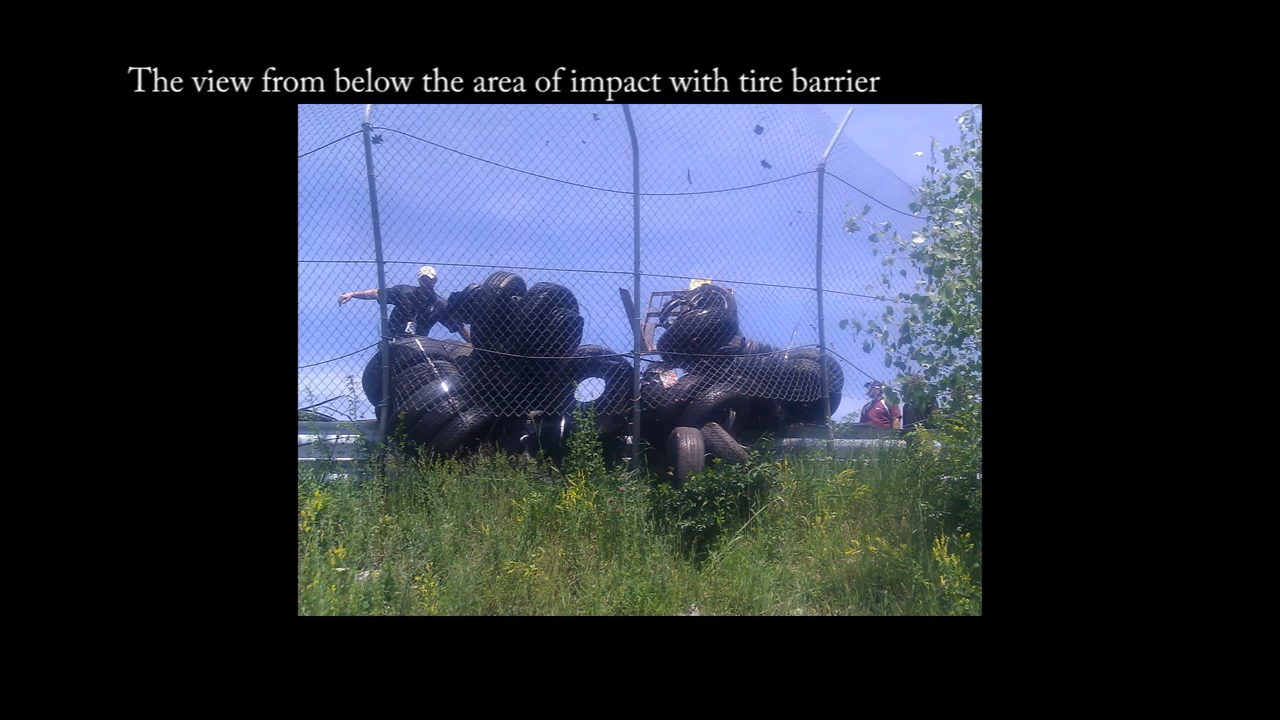 The view from below the area of impact with tire barrier